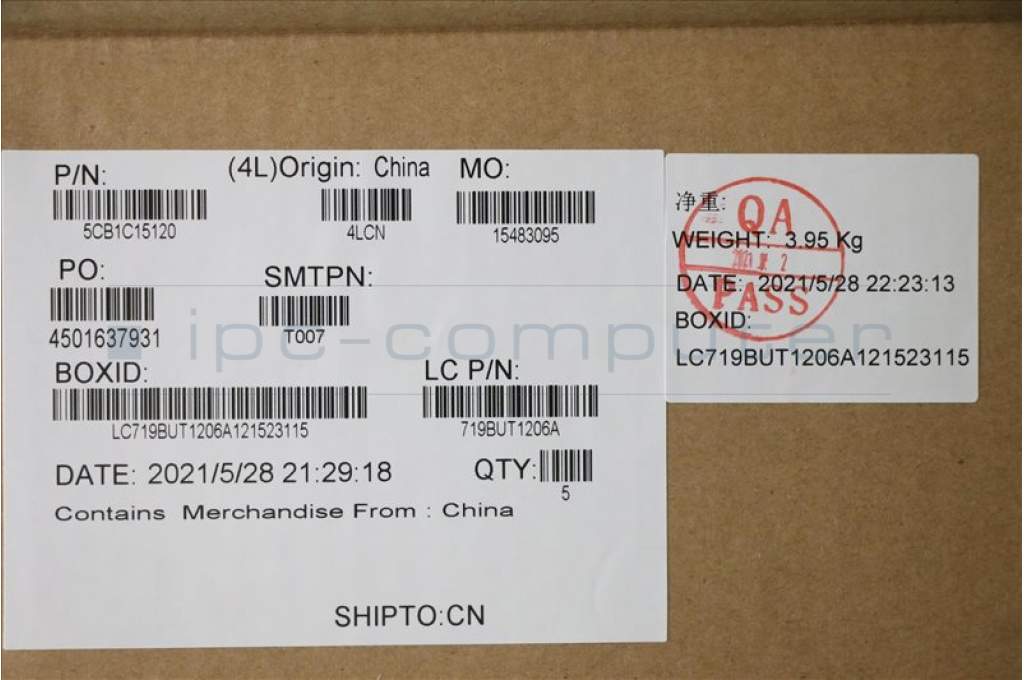 P/N: (4L)Origin: China MO:
5CB1C15120 4LCN 15483095
PO: SMTPN:
4501637931 T007
BOXID: LC P/N:
LC719BUT1206A121523115 719BUT1206A
DATE: 2021/5/28 21:29:18 QTY:
5
Contains Merchandise From : China
SHIPTO:CN
净重:
QA
WEIGHT: 3.95 Kg
DATE: 2021/5/28 22:23:13
PASS
BOXID:
LC719BUT1206A121523115
ipc-computer